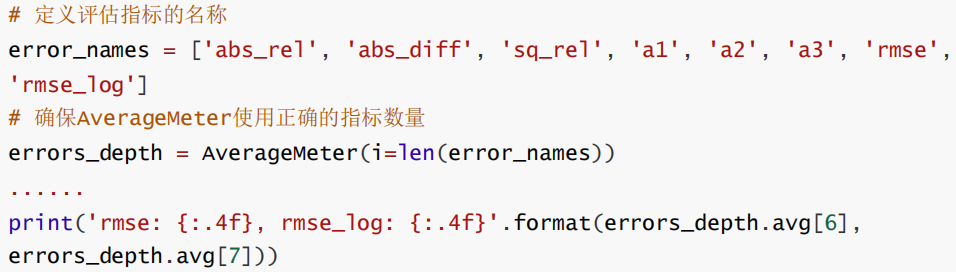 # 定义评估指标的名称
error_names = ['abs_rel', 'abs_diff', 'sq_rel', 'a1', 'a2', 'a3', 'rmse',
'rmse_log']
# 确保AverageMeter使用正确的指标数量
errors_depth = AverageMeter(i=len(error_names))
......
print('rmse: {:.4f}, rmse_log: {:.4f}'.format(errors_depth.avg[6],
errors_depth.avg[7]))